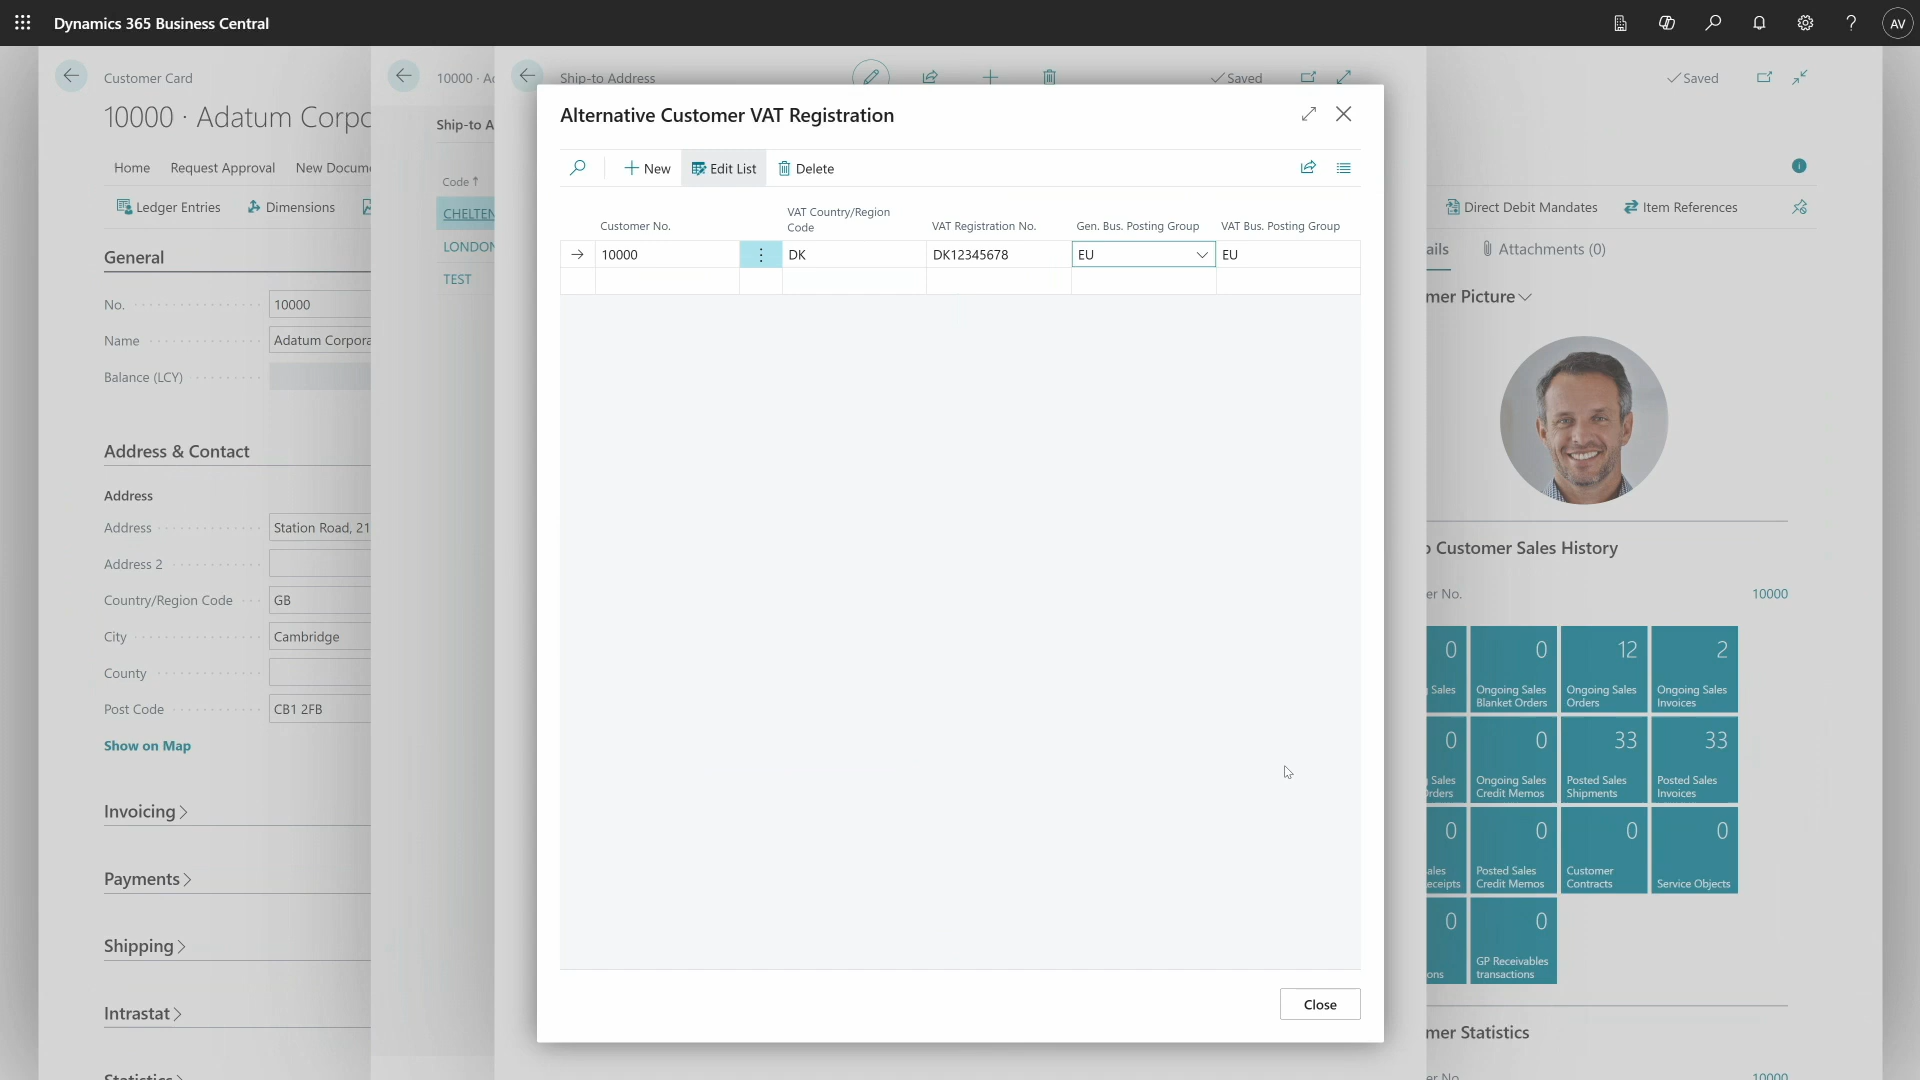 Dynamics 365 Business Central
AV
Customer Card
10000 · Adatum Corpo
Home
Request Approval
New Docum
Ledger Entries
Dimensions
General
No.
10000
Name
Adatum Corpora
Balance (LCY)
Address & Contact
Address
Address
Station Road, 21
Address 2
Country/Region Code
GB
City
Cambridge
County
Post Code
CB1 2FB
Show on Map
Invoicing
Payments
Shipping
Intrastat
Statistics
10000 · Ad
Ship-to A
Code ↑
CHELTEN
LONDON
TEST
Ship-to Address
Saved
Alternative Customer VAT Registration
New
Edit List
Delete
Customer No.
VAT Country/Region
Code
VAT Registration No.
Gen. Bus. Posting Group
VAT Bus. Posting Group
10000
DK
DK12345678
EU
EU
Close
Saved
Direct Debit Mandates
Item References
ails
Attachments (0)
mer Picture
o Customer Sales History
er No.
10000
0
Sales
0
Ongoing Sales
Blanket Orders
12
Ongoing Sales
Orders
2
Ongoing Sales
Invoices
0
Sales
rders
0
Ongoing Sales
Credit Memos
33
Posted Sales
Shipments
33
Posted Sales
Invoices
0
ales
eceipts
0
Posted Sales
Credit Memos
0
Customer
Contracts
0
Service Objects
0
ons
0
GP Receivables
transactions
mer Statistics
er No.
10000